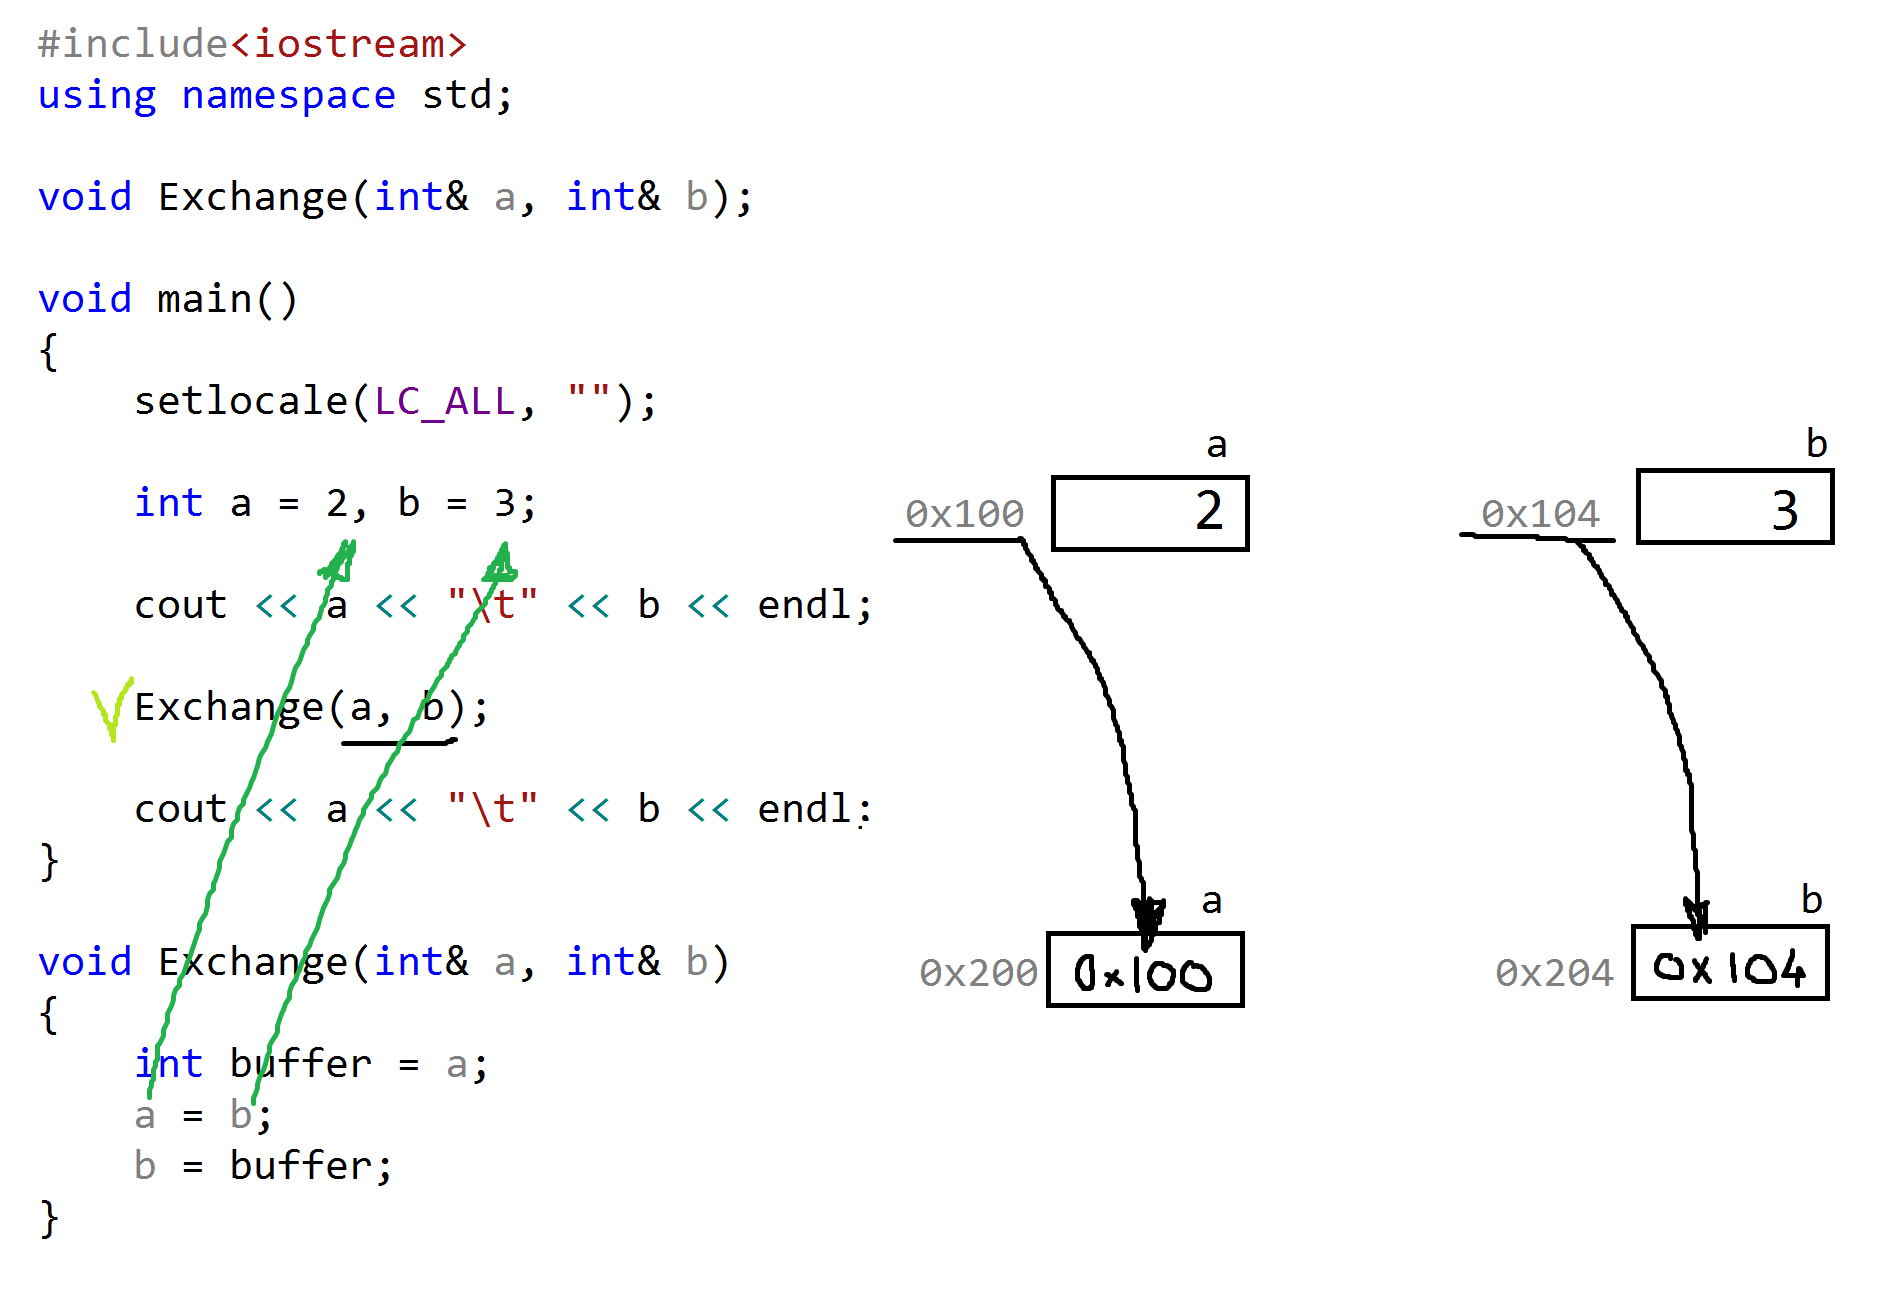 #include<iostream>
using namespace std;
void Exchange(int& a, int& b);
void main()
{
setlocale(LC_ALL, "");
int a = 2, b = 3;
cout << a << "\t" << b << endl;
Exchange(a, b);
cout << a << "\t" << b << endl;
}
void Exchange(int& a, int& b)
{
int buffer = a;
a = b;
b = buffer;
}
a
0x100 2
b
0x104 3
a
0x200 0x100
b
0x204 0x104